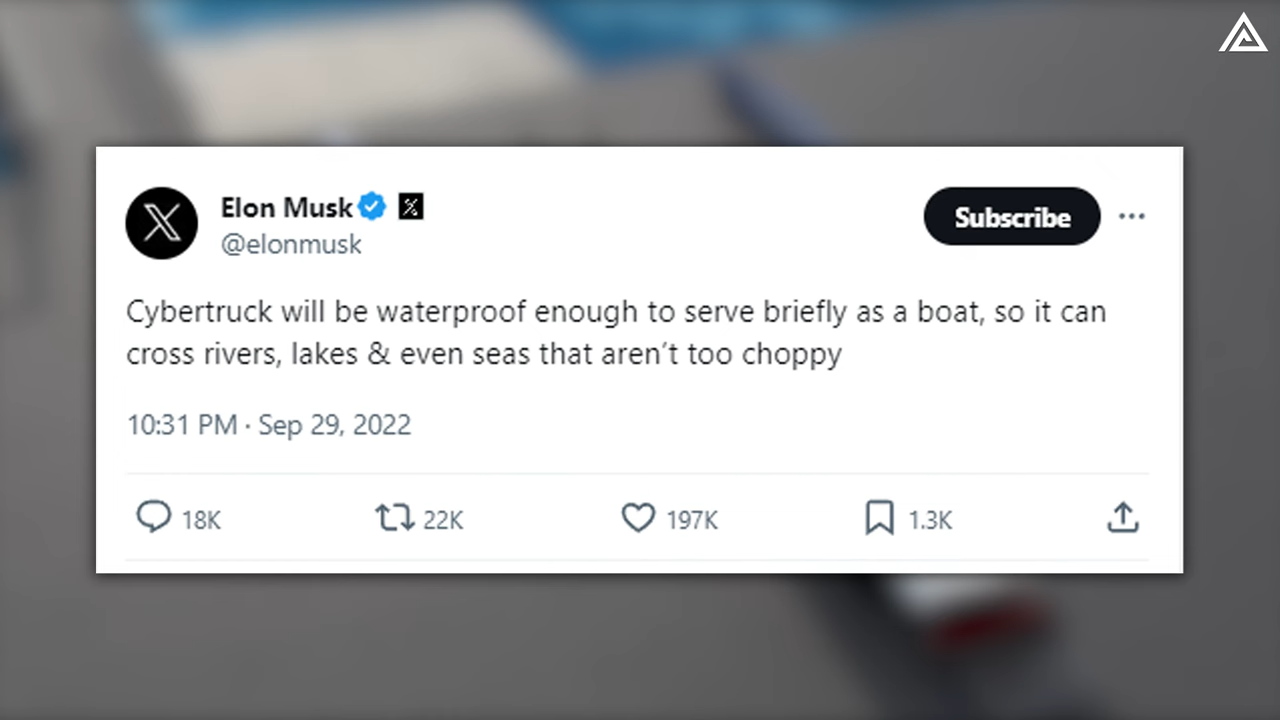 Elon Musk
Subscribe
@elonmusk
Cybertruck will be waterproof enough to serve briefly as a boat, so it can
cross rivers, lakes & even seas that aren’t too choppy
10:31 PM · Sep 29, 2022
18K 22K 197K 1.3K